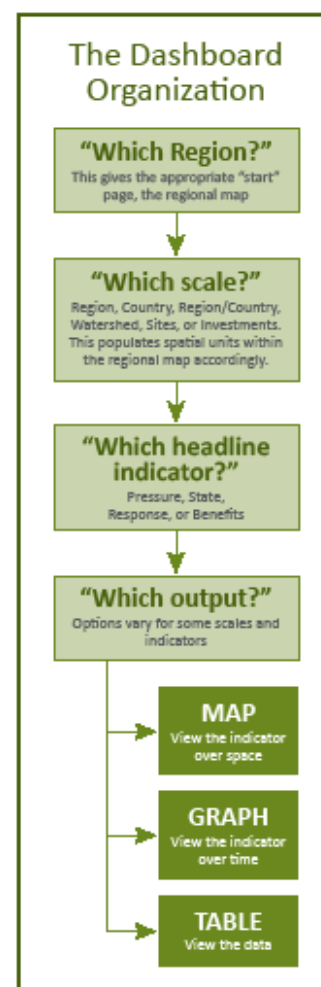 The Dashboard
Organization
“Which Region?”
This gives the appropriate “start”
page, the regional map
“Which scale?”
Region, Country, Region/Country,
Watershed, Sites, or Investments.
This populates spatial units within
the regional map accordingly.
“Which headline
indicator?”
Pressure, State,
Response, or Benefits
“Which output?”
Options vary for some scales and
indicators
MAP
View the indicator
over space
GRAPH
View the indicator
over time
TABLE
View the data